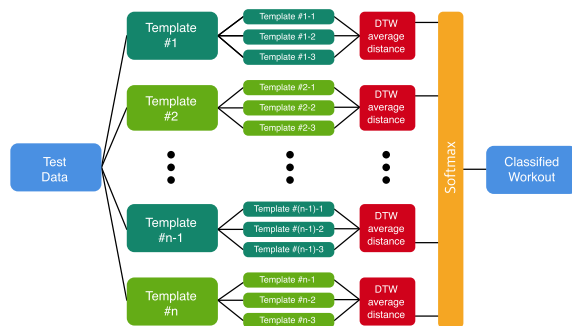 Test
Data
Template
#1
Template #1-1
Template #1-2
Template #1-3
DTW
average
distance
Template
#2
Template #2-1
Template #2-2
Template #2-3
DTW
average
distance
Template
#n-1
Template #(n-1)-1
Template #(n-1)-2
Template #(n-1)-3
DTW
average
distance
Template
#n
Template #n-1
Template #n-2
Template #n-3
DTW
average
distance
Softmax
Classified
Workout